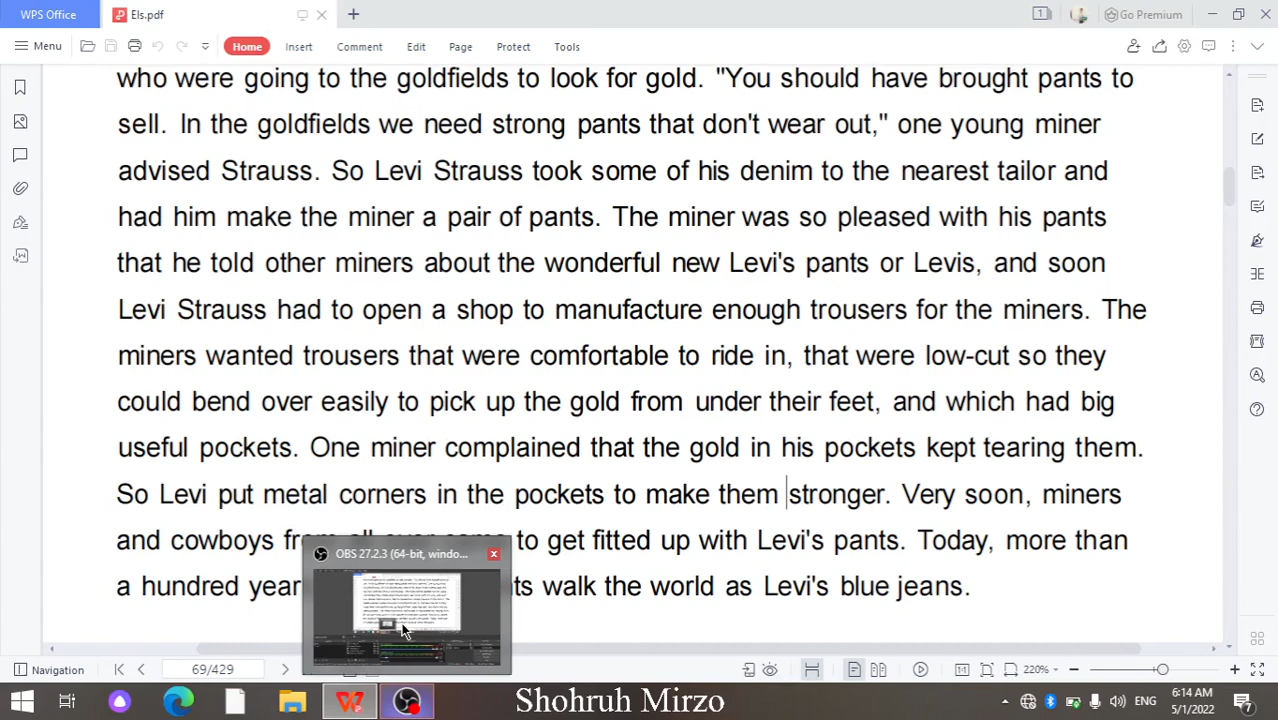 WPS Office
Els.pdf
Go Premium
Menu
Home
Insert
Comment
Edit
Page
Protect
Tools
who were going to the goldfields to look for gold. "You should have brought pants to
sell. In the goldfields we need strong pants that don't wear out," one young miner
advised Strauss. So Levi Strauss took some of his denim to the nearest tailor and
had him make the miner a pair of pants. The miner was so pleased with his pants
that he told other miners about the wonderful new Levi's pants or Levis, and soon
Levi Strauss had to open a shop to manufacture enough trousers for the miners. The
miners wanted trousers that were comfortable to ride in, that were low-cut so they
could bend over easily to pick up the gold from under their feet, and which had big
useful pockets. One miner complained that the gold in his pockets kept tearing them.
So Levi put metal corners in the pockets to make them stronger. Very soon, miners
and cowboys from all over came to get fitted up with Levi's pants. Today, more than
a hundred year
ts walk the world as Levi's blue jeans.
OBS 27.2.3 (64-bit, windo...
Navigation
69/429
220%
Shohruh Mirzo
ENG
6:14 AM
5/1/2022